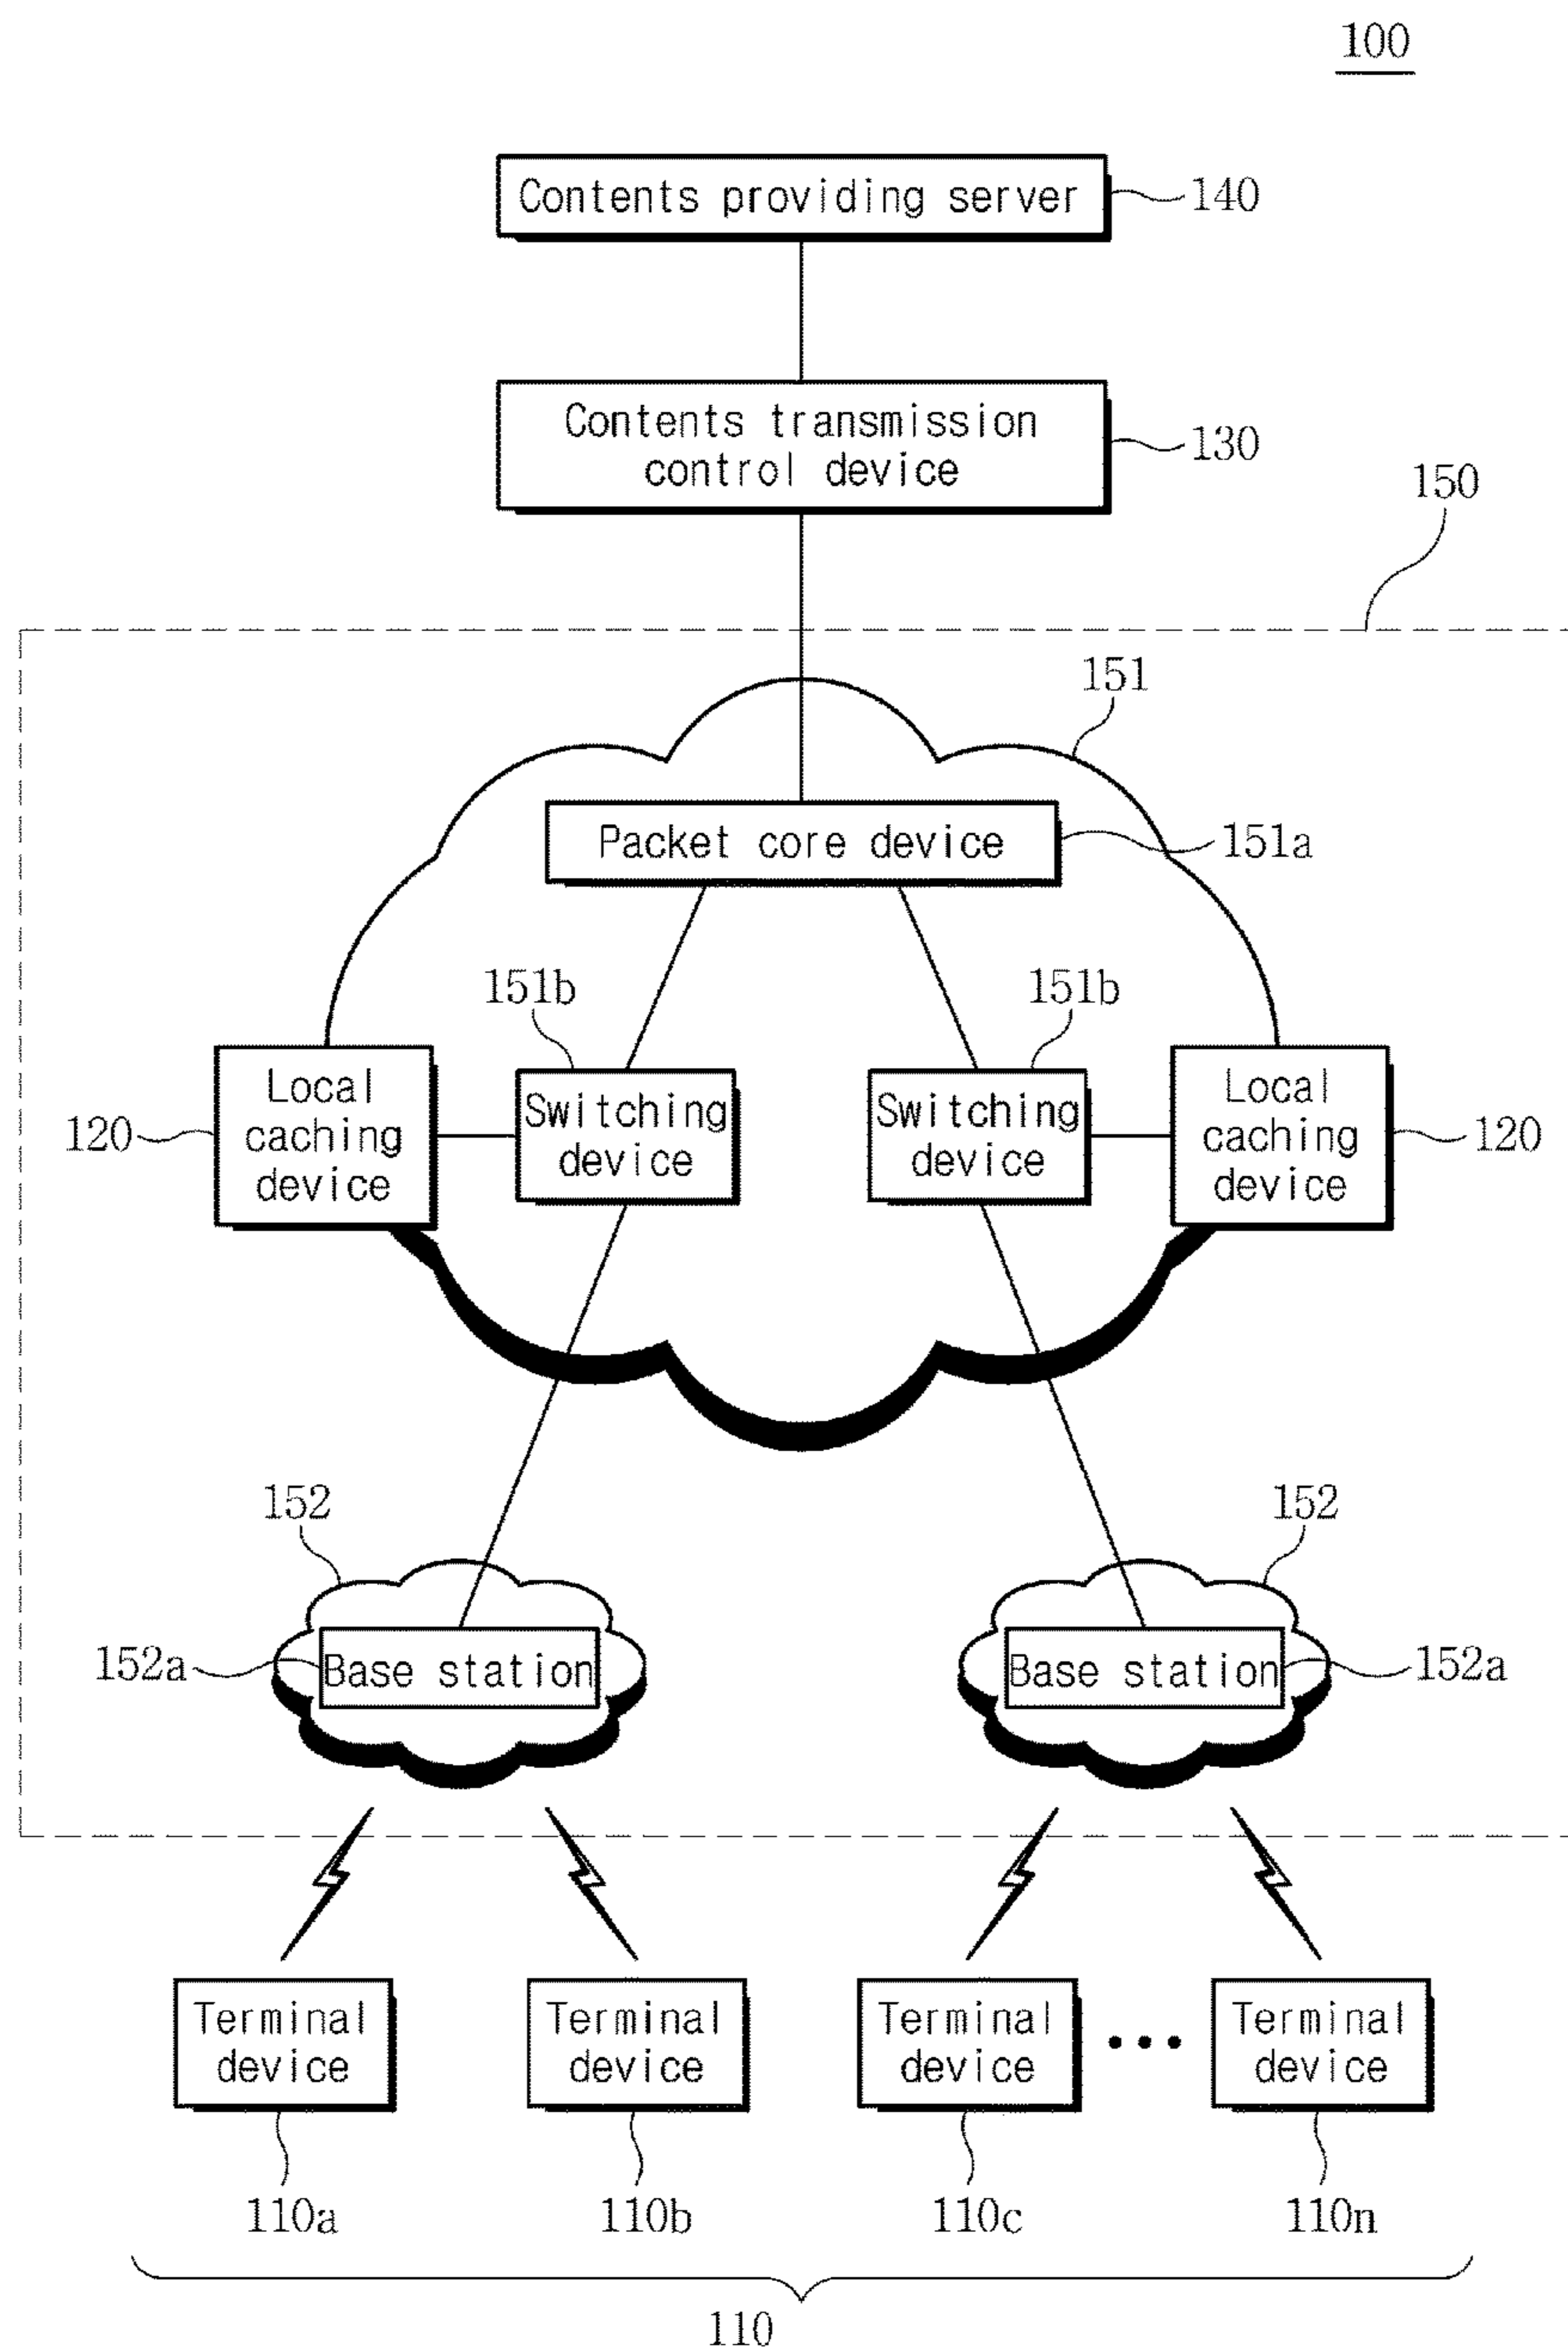 100
Contents providing server
140
Contents transmission
control device
130
150
151
Packet core device
151a
151b
151b
Local
caching
device
120
Switching
device
Switching
device
Local
caching
device
120
152
152
152a
Base station
Base station
152a
Terminal
device
Terminal
device
Terminal
device
•••
Terminal
device
110a
110b
110c
110n
110